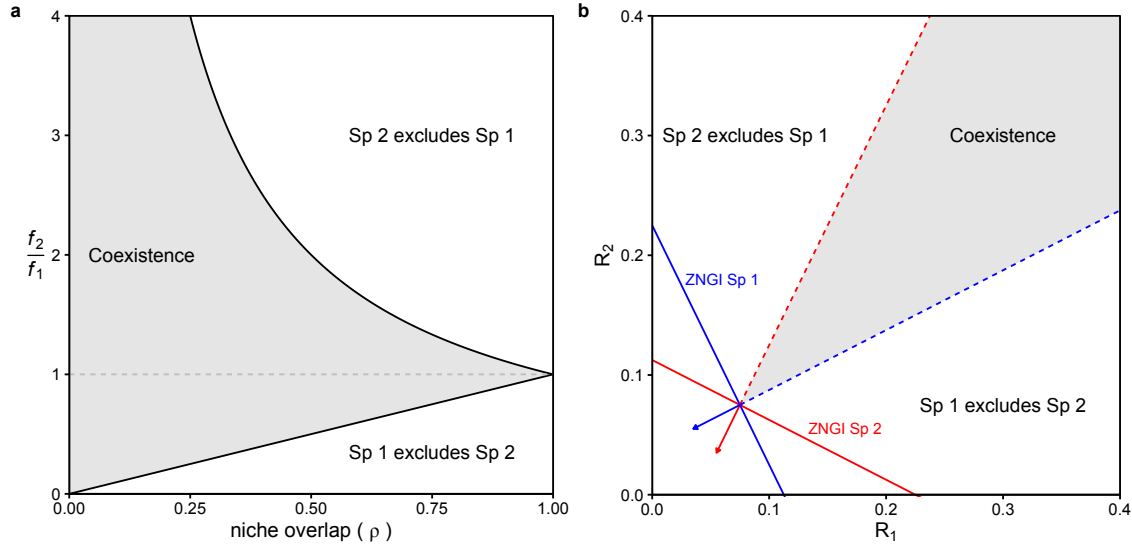 a
4
3
2
1
0
f₂
f₁
Sp 2 excludes Sp 1
Coexistence
Sp 1 excludes Sp 2
0.00 0.25 0.50 0.75 1.00
niche overlap ( ρ )
b
0.4
0.3
0.2
0.1
0.0
R₂
Sp 2 excludes Sp 1
Coexistence
ZNGI Sp 1
Sp 1 excludes Sp 2
ZNGI Sp 2
0.0 0.1 0.2 0.3 0.4
R₁